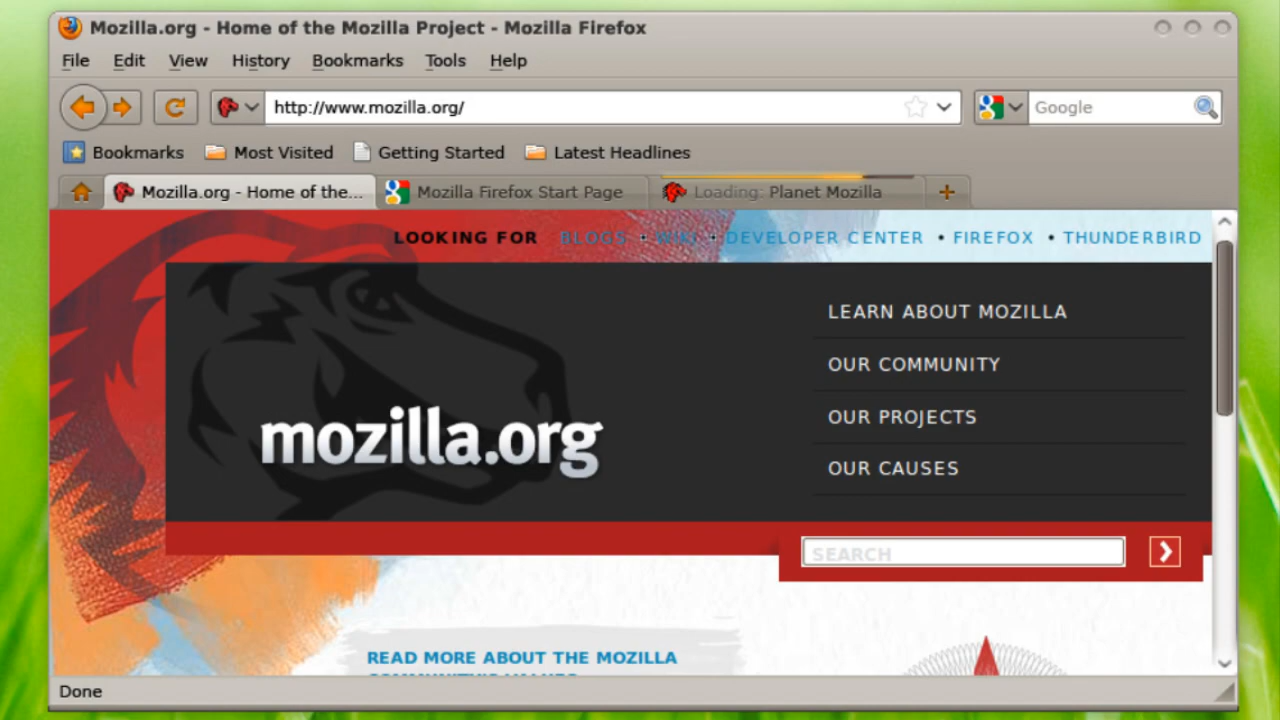 Mozilla.org - Home of the Mozilla Project - Mozilla Firefox
File Edit View History Bookmarks Tools Help
http://www.mozilla.org/ Google
Bookmarks Most Visited Getting Started Latest Headlines
Mozilla.org - Home of the... Mozilla Firefox Start Page Loading: Planet Mozilla
LOOKING FOR BLOGS • WIKI • DEVELOPER CENTER • FIREFOX • THUNDERBIRD
LEARN ABOUT MOZILLA
OUR COMMUNITY
OUR PROJECTS
mozilla.org
OUR CAUSES
SEARCH
READ MORE ABOUT THE MOZILLA
Done